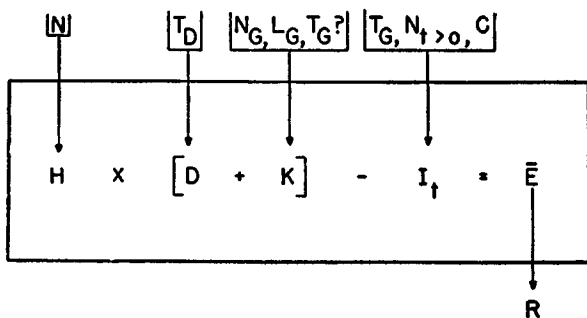 N T_D N_G, L_G, T_G? T_G, N_t>o, C
H x [D + K] - I_t = Ē
R